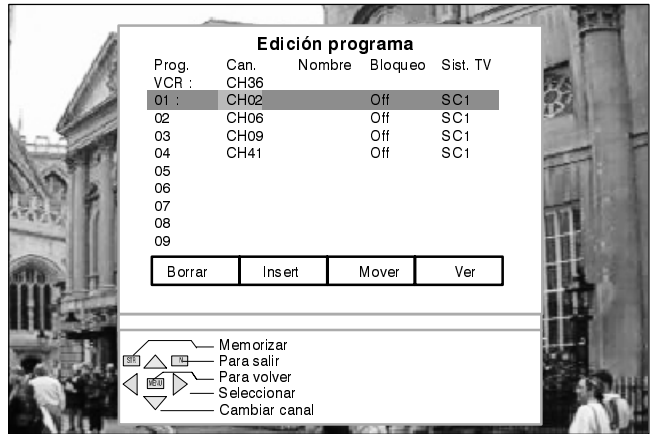 Edición programa
Prog. Can. Nombre Bloqueo Sist. TV
VCR : CH36
01 : CH02 Off SC1
02 CH06 Off SC1
03 CH09 Off SC1
04 CH41 Off SC1
05
06
07
08
09
Borrar Insert Mover Ver
Memorizar
STR N Para salir
MENU Para volver
Seleccionar
Cambiar canal